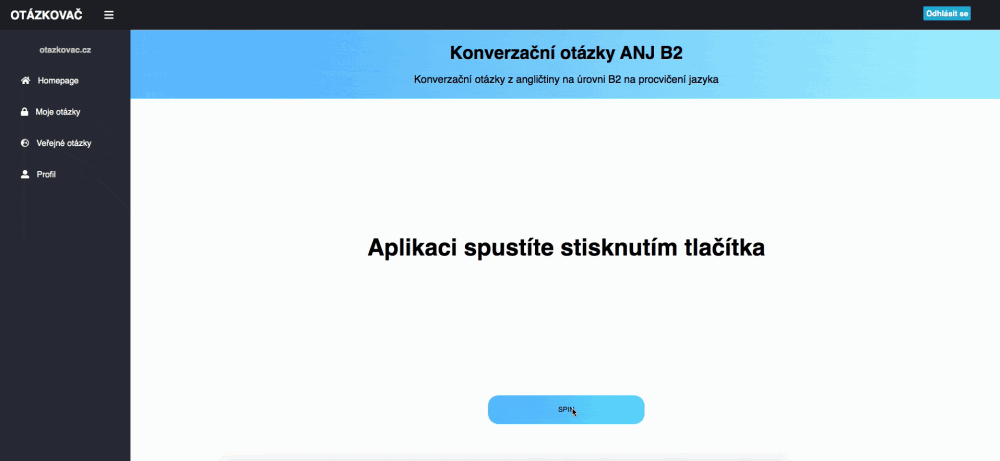 OTÁZKOVAČ
Odhlásit se
otazkovac.cz
Homepage
Moje otázky
Veřejné otázky
Profil
Konverzační otázky ANJ B2
Konverzační otázky z angličtiny na úrovni B2 na procvičení jazyka
Aplikaci spustíte stisknutím tlačítka
SPIN